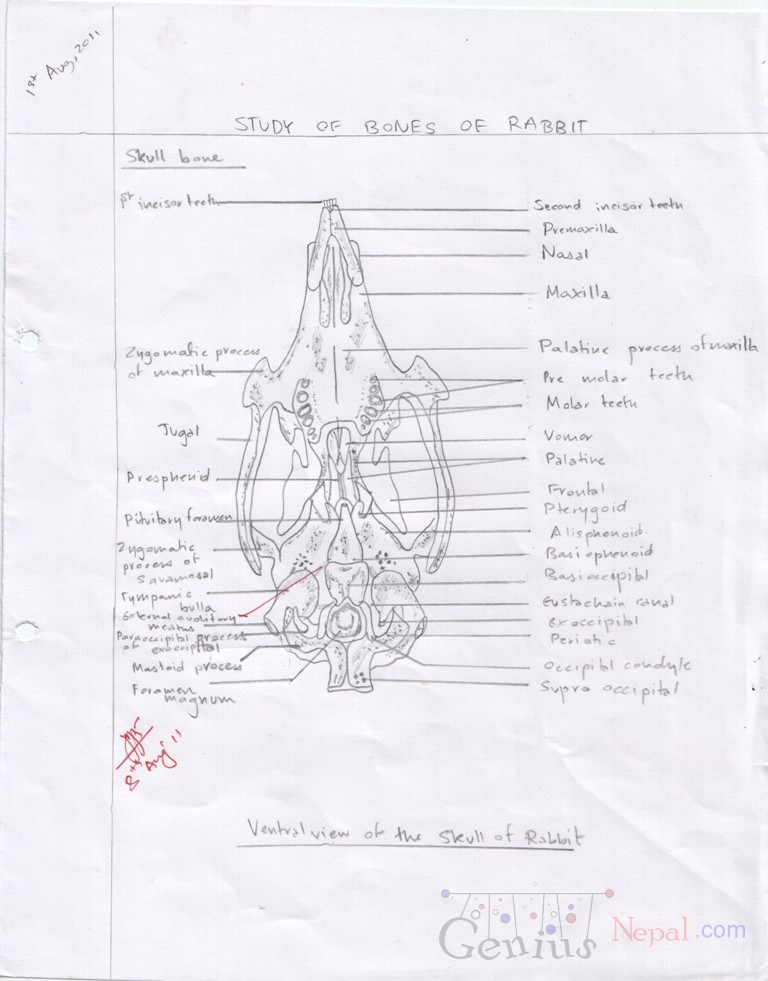 1st Aug, 2011
STUDY OF BONES OF RABBIT
Skull bone
1st incisor teeth
Zygomatic process
of maxilla
Jugal
Presphenid
Pitvitary foramen
Zygomatic
process of
Squamosal
Tympanic
bulla
External auditory
meatus
Paraoccipital process
of exoccipital
Mastoid process
Foramen
magnum
Second incisor teeth
Premaxilla
Nasal
Maxilla
Palatine process of maxilla
Pre molar teeth
Molar teeth
Vomer
Palatine
Frontal
Pterygoid
Alisphenoid.
Basisphenoid
Basioccipital
Eustachain canal
Exoccipital
Periotic
Occipital condyle
Supra occipital
8th Aug' 11
Ventral view of the Skull of Rabbit
Genius Nepal.com